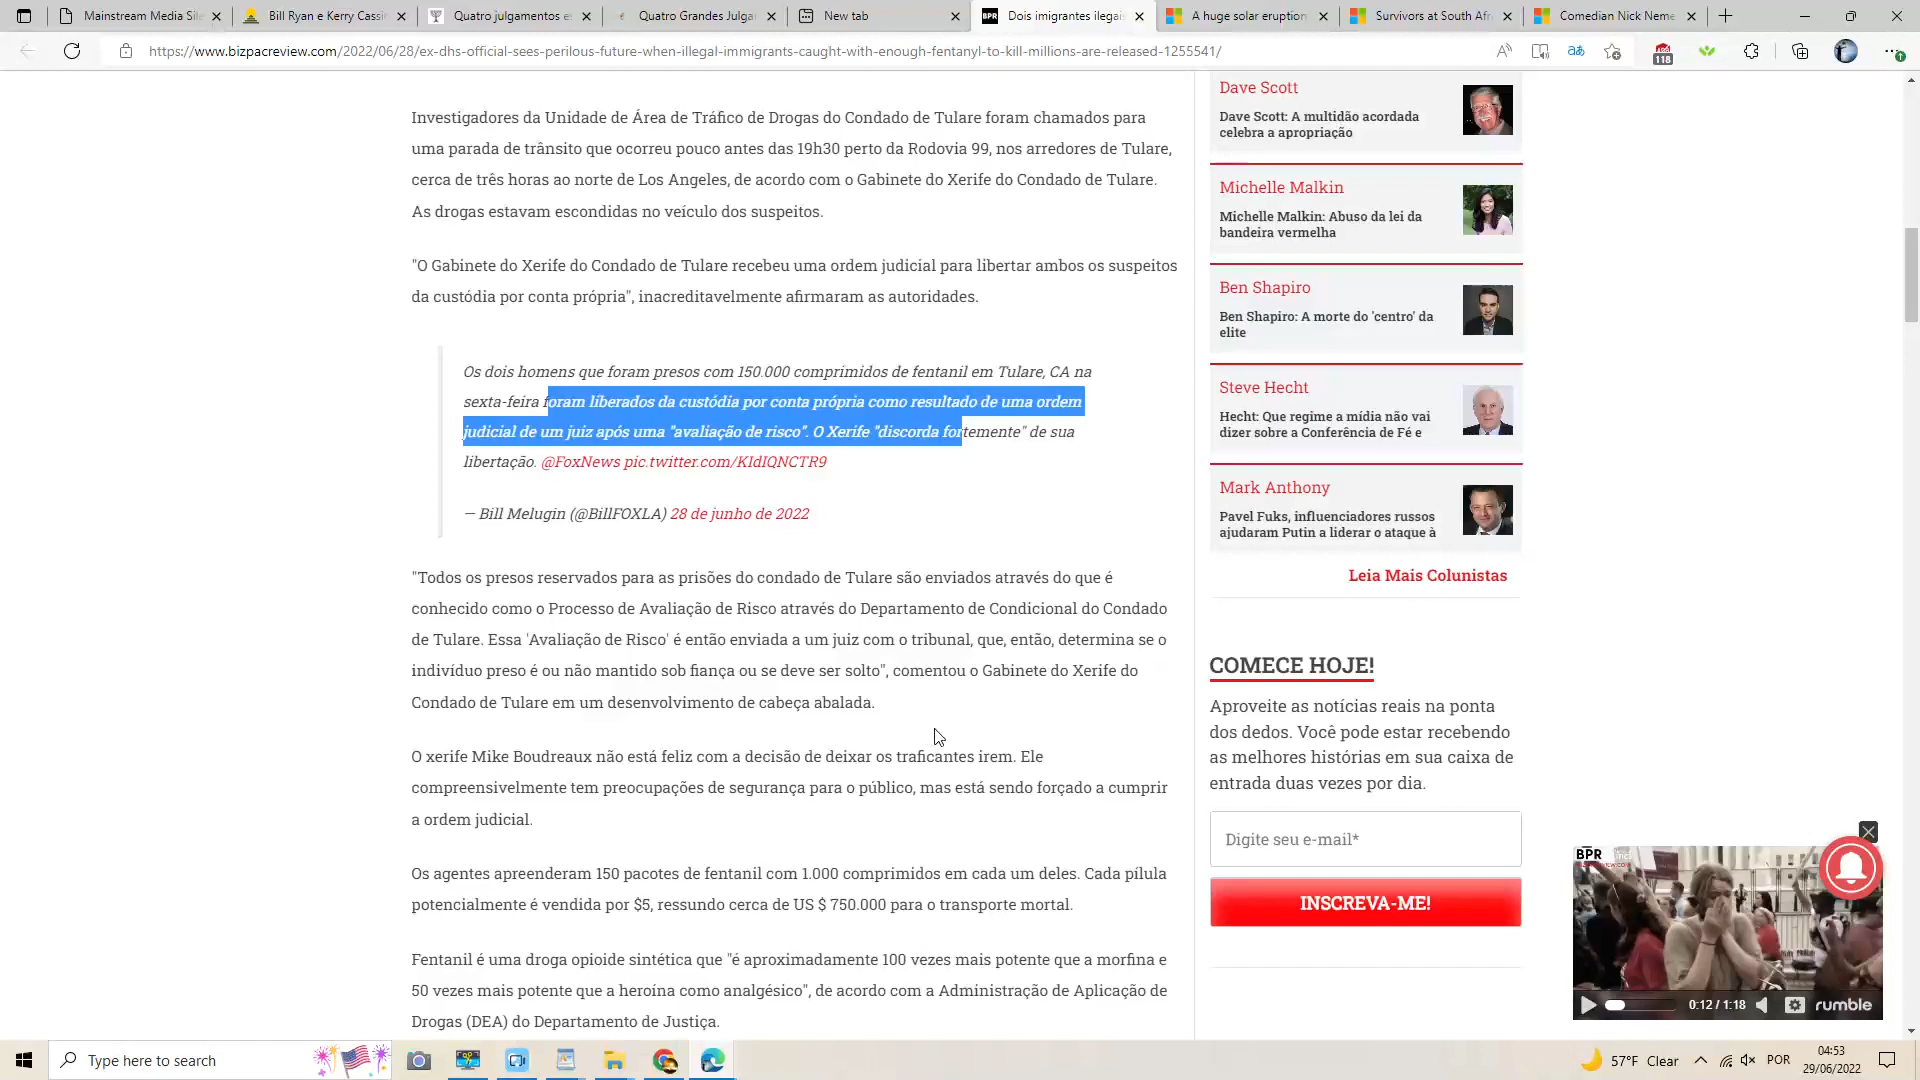 Mainstream Media Sile
Bill Ryan e Kerry Cassi
Quatro julgamentos e
Quatro Grandes Julga
New tab
BPR
Dois imigrantes ilegais
A huge solar eruption
Survivors at South Afr
Comedian Nick Neme
https://www.bizpacreview.com/2022/06/28/ex-dhs-official-sees-perilous-future-when-illegal-immigrants-caught-with-enough-fentanyl-to-kill-millions-are-released-1255541/
118
Investigadores da Unidade de Área de Tráfico de Drogas do Condado de Tulare foram chamados para
uma parada de trânsito que ocorreu pouco antes das 19h30 perto da Rodovia 99, nos arredores de Tulare,
cerca de três horas ao norte de Los Angeles, de acordo com o Gabinete do Xerife do Condado de Tulare.
As drogas estavam escondidas no veículo dos suspeitos.
"O Gabinete do Xerife do Condado de Tulare recebeu uma ordem judicial para libertar ambos os suspeitos
da custódia por conta própria", inacreditavelmente afirmaram as autoridades.
Os dois homens que foram presos com 150.000 comprimidos de fentanil em Tulare, CA na
sexta-feira foram liberados da custódia por conta própria como resultado de uma ordem
judicial de um juiz após uma "avaliação de risco". O Xerife "discorda fortemente" de sua
libertação. @FoxNews pic.twitter.com/KIdIQNCTR9
— Bill Melugin (@BillFOXLA) 28 de junho de 2022
"Todos os presos reservados para as prisões do condado de Tulare são enviados através do que é
conhecido como o Processo de Avaliação de Risco através do Departamento de Condicional do Condado
de Tulare. Essa 'Avaliação de Risco' é então enviada a um juiz com o tribunal, que, então, determina se o
indivíduo preso é ou não mantido sob fiança ou se deve ser solto", comentou o Gabinete do Xerife do
Condado de Tulare em um desenvolvimento de cabeça abalada.
O xerife Mike Boudreaux não está feliz com a decisão de deixar os traficantes irem. Ele
compreensivelmente tem preocupações de segurança para o público, mas está sendo forçado a cumprir
a ordem judicial.
Os agentes apreenderam 150 pacotes de fentanil com 1.000 comprimidos em cada um deles. Cada pílula
potencialmente é vendida por $5, ressundo cerca de US $ 750.000 para o transporte mortal.
Fentanil é uma droga opioide sintética que "é aproximadamente 100 vezes mais potente que a morfina e
50 vezes mais potente que a heroína como analgésico", de acordo com a Administração de Aplicação de
Drogas (DEA) do Departamento de Justiça.
Dave Scott
Dave Scott: A multidão acordada
celebra a apropriação
Michelle Malkin
Michelle Malkin: Abuso da lei da
bandeira vermelha
Ben Shapiro
Ben Shapiro: A morte do 'centro' da
elite
Steve Hecht
Hecht: Que regime a mídia não vai
dizer sobre a Conferência de Fé e
Mark Anthony
Pavel Fuks, influenciadores russos
ajudaram Putin a liderar o ataque à
Leia Mais Colunistas
COMECE HOJE!
Aproveite as notícias reais na ponta
dos dedos. Você pode estar recebendo
as melhores histórias em sua caixa de
entrada duas vezes por dia.
Digite seu e-mail*
INSCREVA-ME!
BPR
0:12 / 1:18
rumble
Type here to search
57°F Clear
POR
04:53
29/06/2022